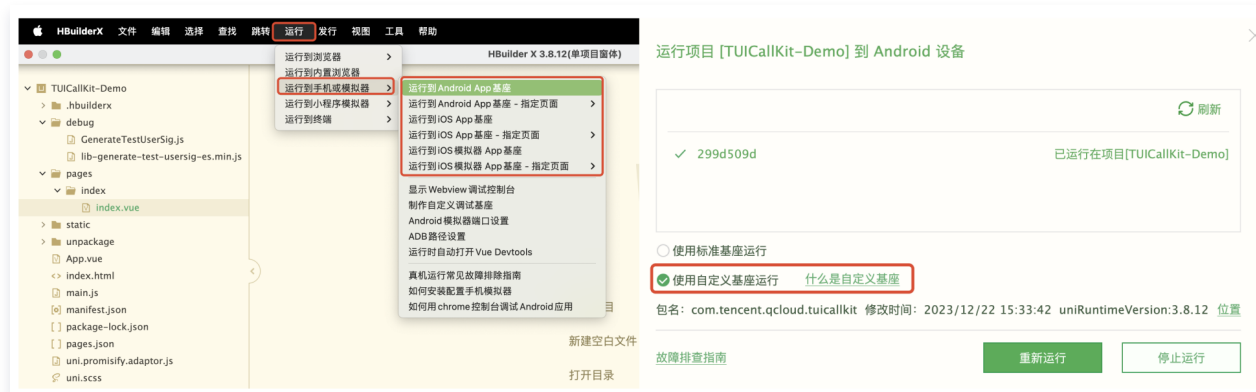 HBuilderX 文件 编辑 选择 查找 跳转 运行 发行 视图 工具 帮助
HBuilder X 3.8.12(单项目窗体)
TUICallKit-Demo
.hbuilderx
debug
GenerateTestUserSig.js
lib-generate-test-usersig-es.min.js
pages
index
index.vue
static
unpackage
App.vue
index.html
main.js
manifest.json
package-lock.json
pages.json
uni.promisify.adaptor.js
uni.scss
运行到浏览器
运行到内置浏览器
运行到手机或模拟器
运行到小程序模拟器
运行到终端
运行到Android App基座
运行到Android App基座 - 指定页面
运行到iOS App基座
运行到iOS App基座 - 指定页面
运行到iOS模拟器 App基座
运行到iOS模拟器 App基座 - 指定页面
显示Webview调试控制台
制作自定义调试基座
Android模拟器端口设置
ADB路径设置
运行时自动打开Vue Devtools
真机运行常见故障排除指南
如何安装配置手机模拟器
如何用chrome控制台调试Android应用
目
新建空白文件
打开目录
运行项目 [TUICallKit-Demo] 到 Android 设备
刷新
299d509d 已运行在项目[TUICallKit-Demo]
使用标准基座运行
使用自定义基座运行 什么是自定义基座
包名: com.tencent.qcloud.tuicallkit 修改时间: 2023/12/22 15:33:42 uniRuntimeVersion:3.8.12 位置
故障排查指南 重新运行 停止运行